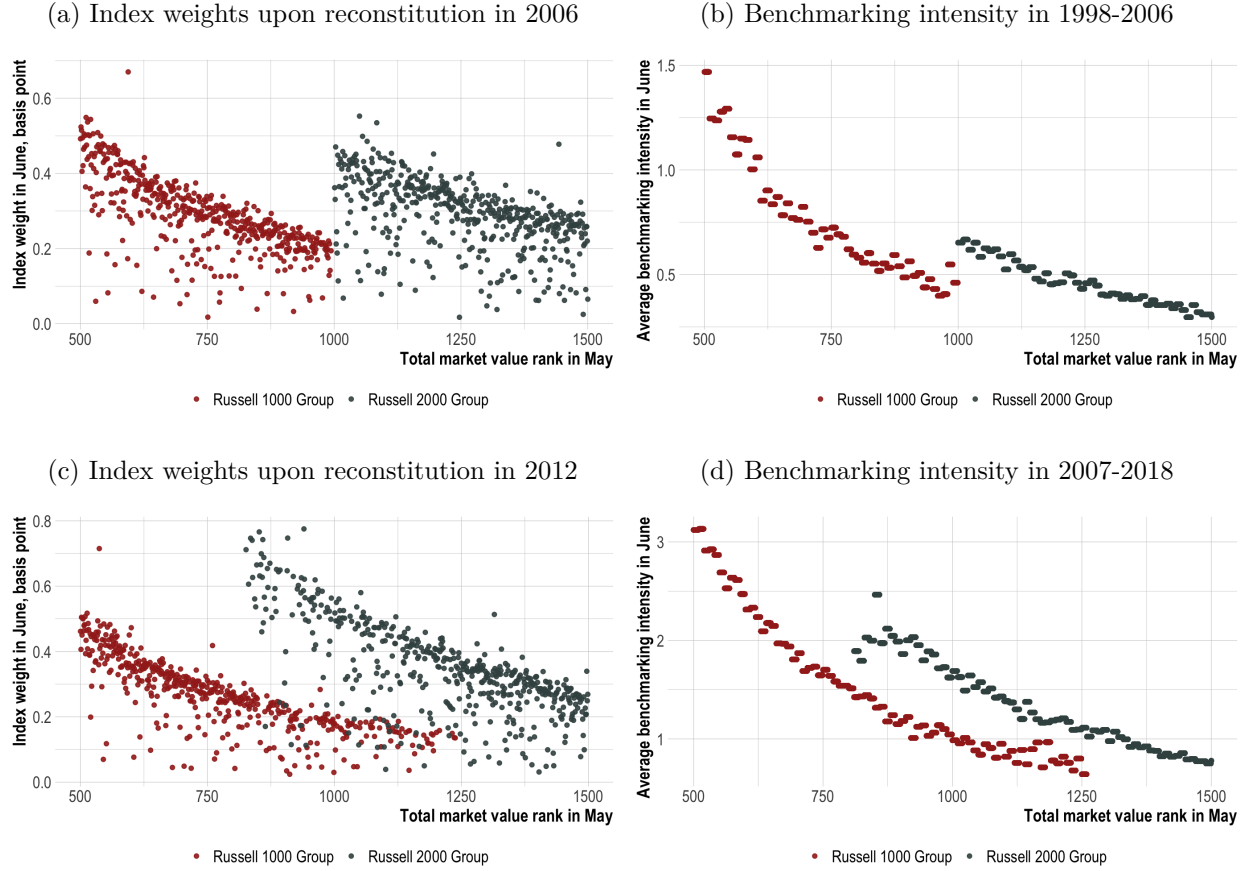 (a) Index weights upon reconstitution in 2006
Index weight in June, basis point
0.6
0.4
0.2
0.0
500
750
1000
1250
1500
Total market value rank in May
Russell 1000 Group
Russell 2000 Group
(b) Benchmarking intensity in 1998-2006
Average benchmarking intensity in June
1.5
1.0
0.5
500
750
1000
1250
1500
Total market value rank in May
Russell 1000 Group
Russell 2000 Group
(c) Index weights upon reconstitution in 2012
Index weight in June, basis point
0.8
0.6
0.4
0.2
0.0
500
750
1000
1250
1500
Total market value rank in May
Russell 1000 Group
Russell 2000 Group
(d) Benchmarking intensity in 2007-2018
Average benchmarking intensity in June
3
2
1
500
750
1000
1250
1500
Total market value rank in May
Russell 1000 Group
Russell 2000 Group